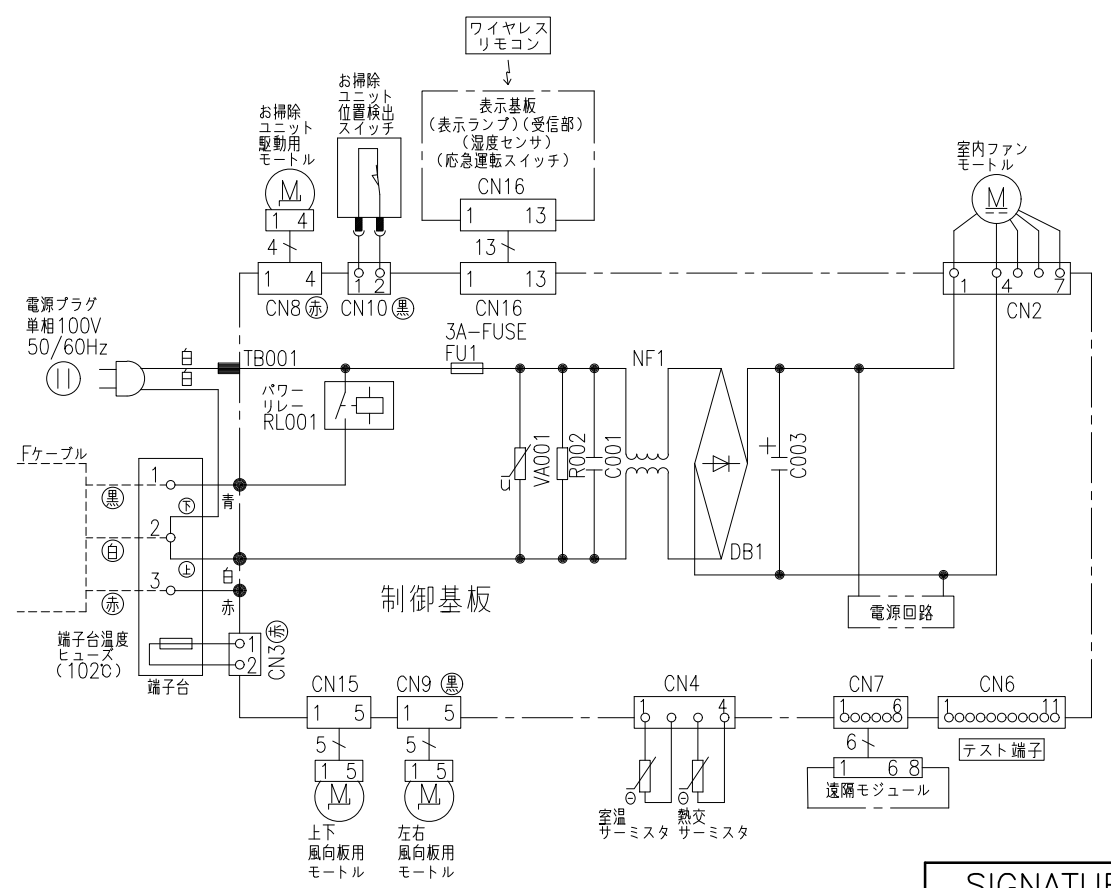 ワイヤレス
リモコン
お掃除
ユニット
位置検出
スイッチ
お掃除
ユニット
駆動用
モートル
表示基板
(表示ランプ)(受信部)
(湿度センサ)
(応急運転スイッチ)
室内ファン
モートル
M
M
1 4
CN16
1 13
4
13
1 4
1 2
1 13
1 4 7
CN8 赤
CN10 黒
CN16
CN2
電源プラグ
単相100V
50/60Hz
白
白
TB001
3A-FUSE
FU1
NF1
パワー
リレー
RL001
VA001
R002
C001
+
C003
DB1
u
Fケーブル
1
黒
下
青
2
白
上
白
3
赤
赤
制御基板
電源回路
端子台温度
ヒューズ
(102℃)
端子台
1
2
CN3 赤
CN15
1 5
5
1 5
M
上下
風向板用
モートル
CN9 黒
1 5
5
1 5
M
左右
風向板用
モートル
CN4
1 4
θ
θ
室温
サーミスタ
熱交
サーミスタ
CN7
1 6
6
1 6 8
遠隔モジュール
CN6
1 11
テスト端子